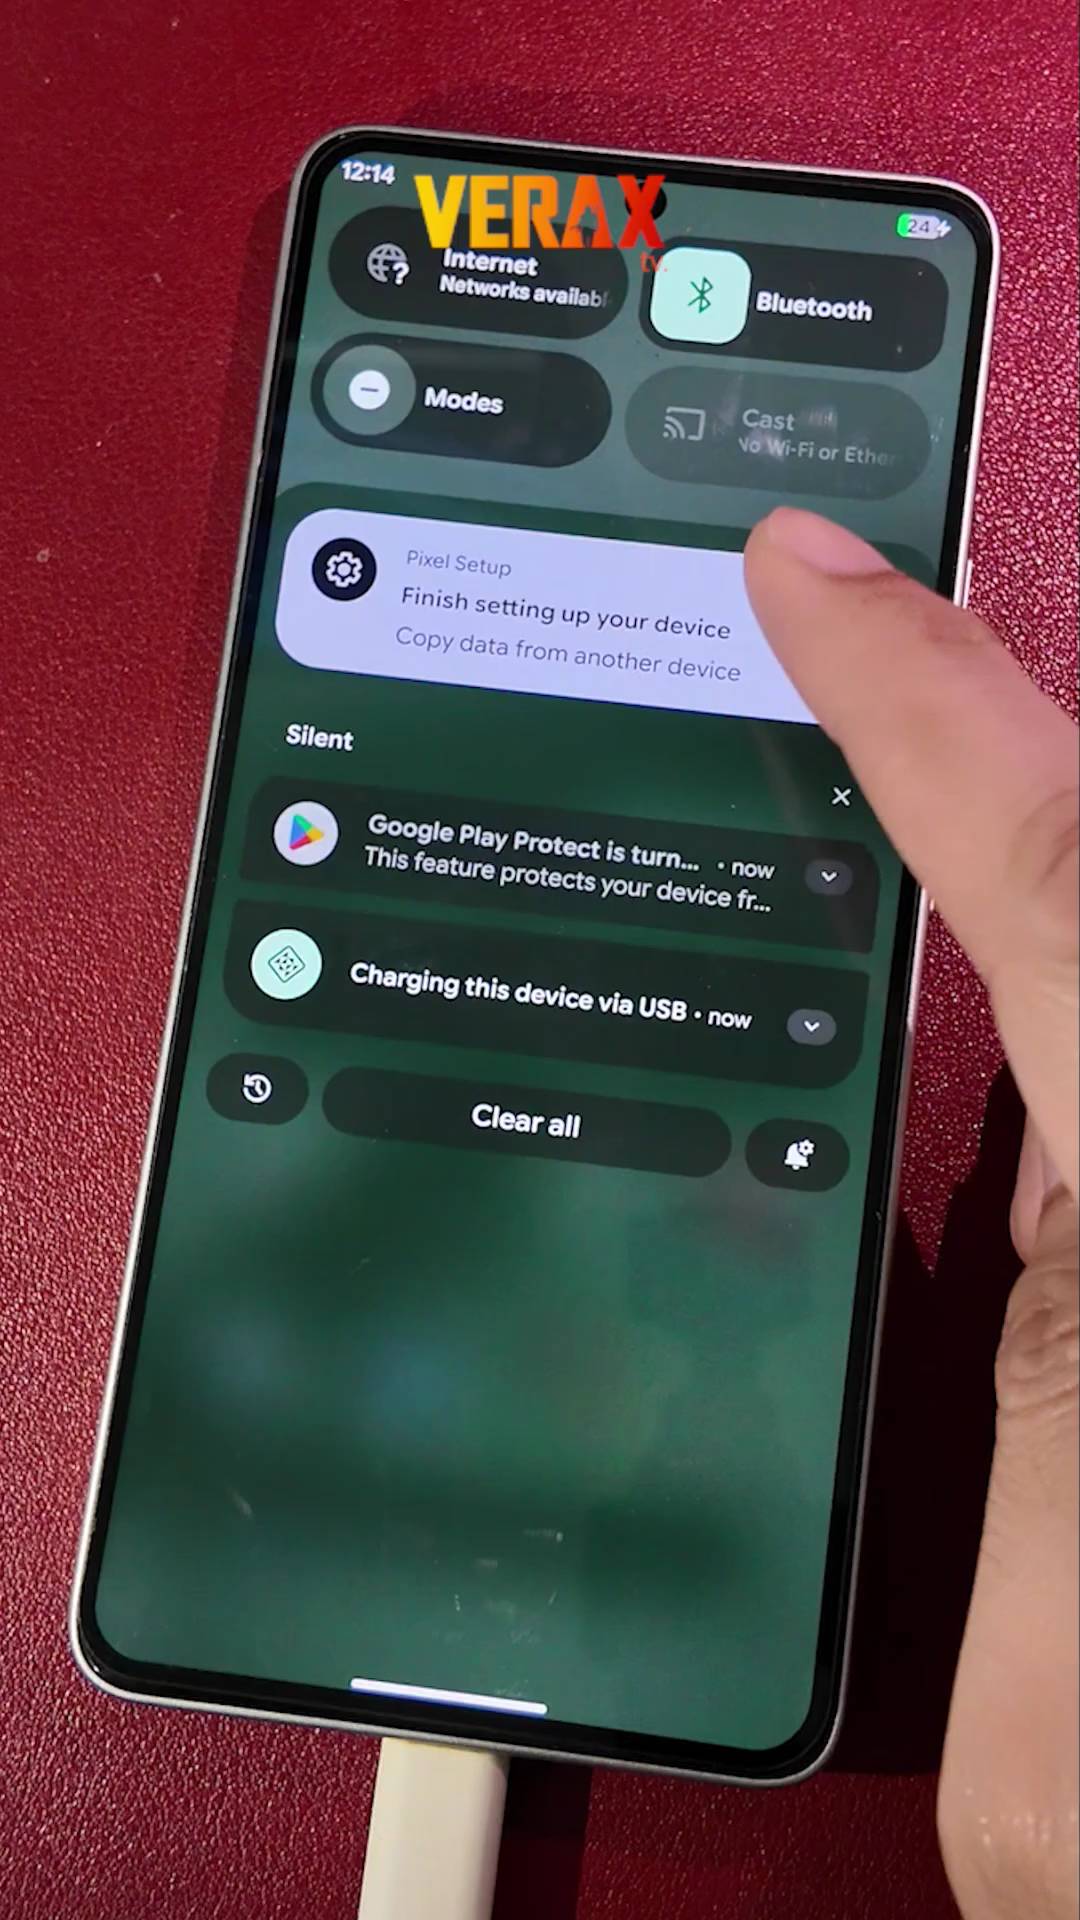 12:14
VERAX
tv.
24
Internet
Networks availabl
Bluetooth
Modes
Cast
No Wi-Fi or Ether
Pixel Setup
Finish setting up your device
Copy data from another device
Silent
Google Play Protect is turn... • now
This feature protects your device fr...
Charging this device via USB • now
Clear all